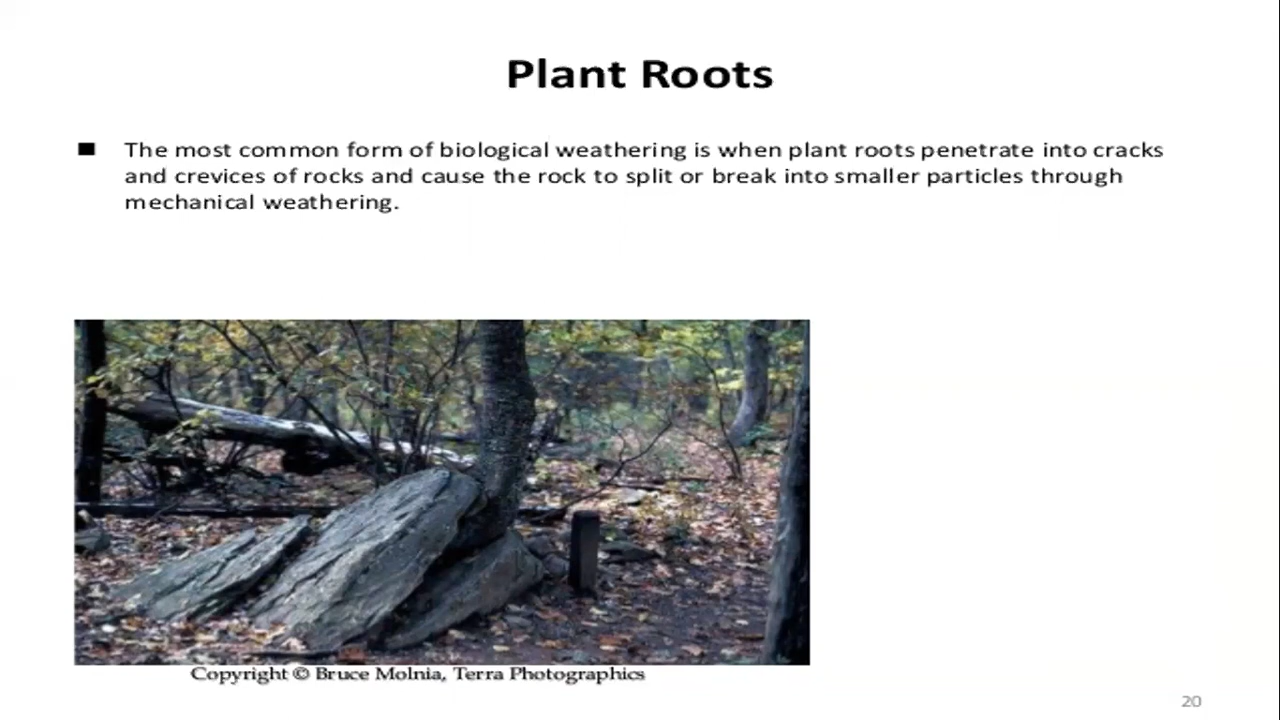 Plant Roots
■ The most common form of biological weathering is when plant roots penetrate into cracks
and crevices of rocks and cause the rock to split or break into smaller particles through
mechanical weathering.
Copyright © Bruce Molnia, Terra Photographics
20